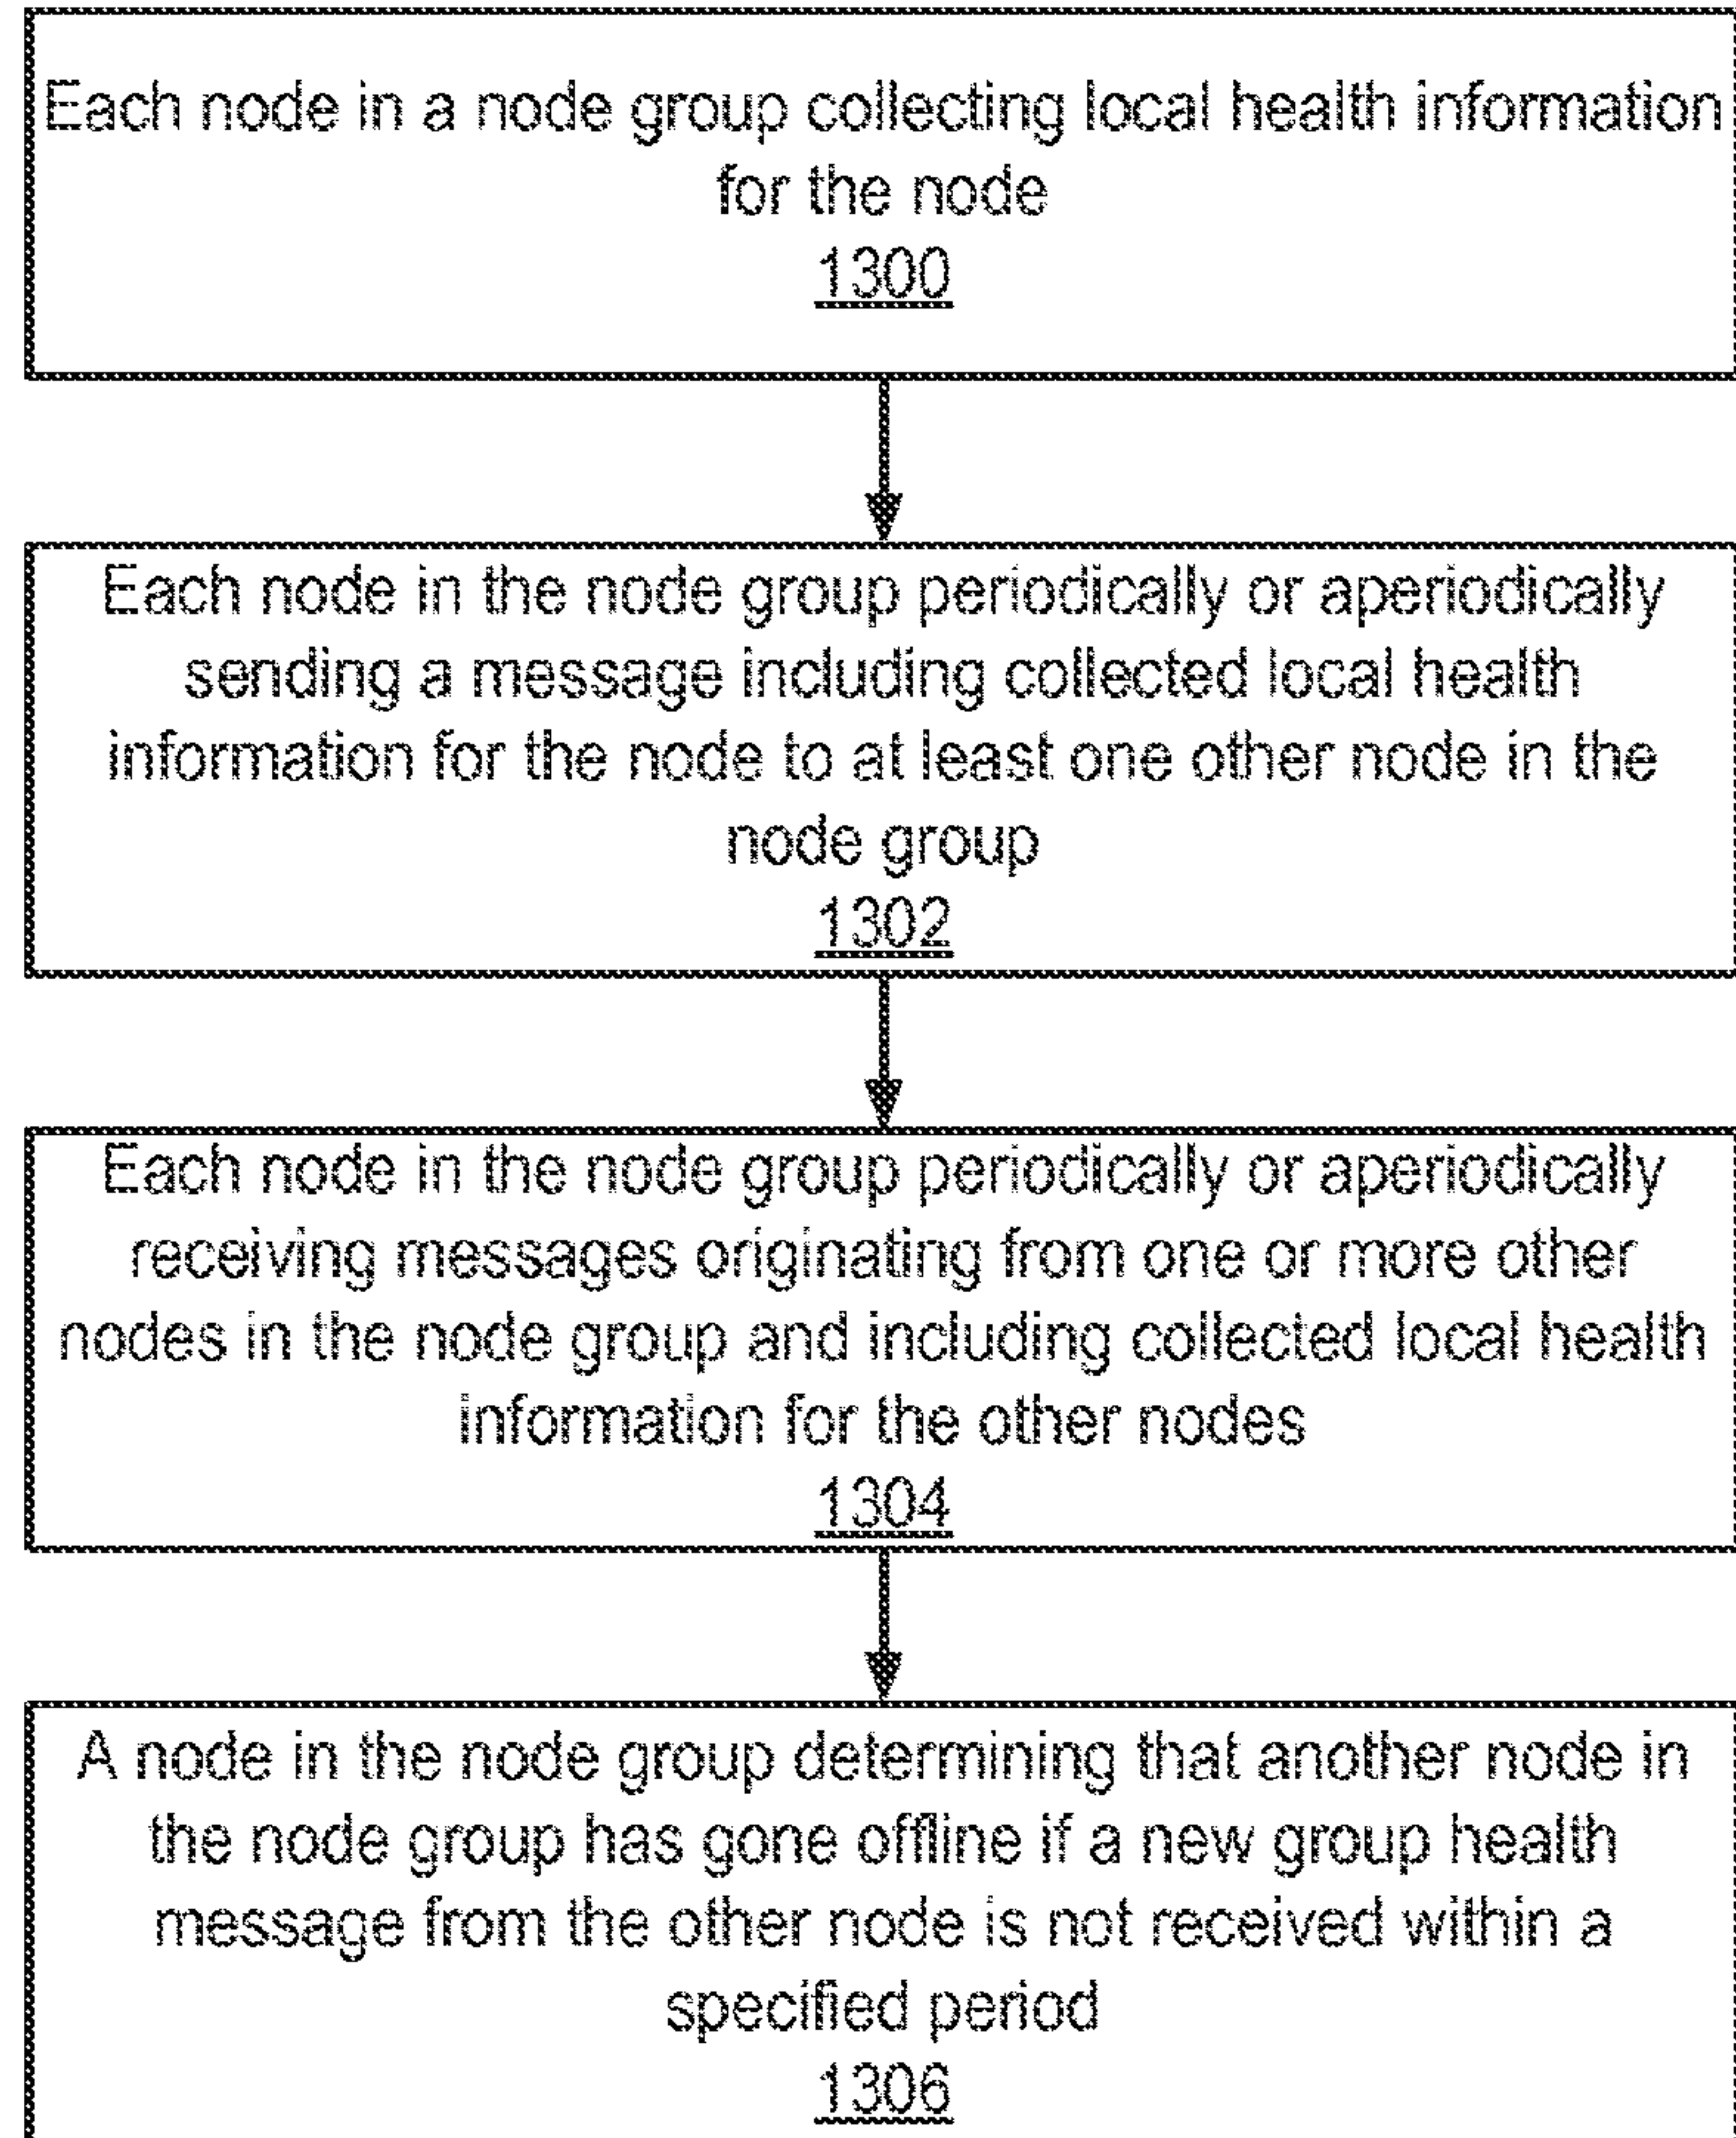 Each node in a node group collecting local health information
for the node
1300
Each node in the node group periodically or aperiodically
sending a message including collected local health
information for the node to at least one other node in the
node group
1302
Each node in the node group periodically or aperiodically
receiving messages originating from one or more other
nodes in the node group and including collected local health
information for the other nodes
1304
A node in the node group determining that another node in
the node group has gone offline if a new group health
message from the other node is not received within a
specified period
1306